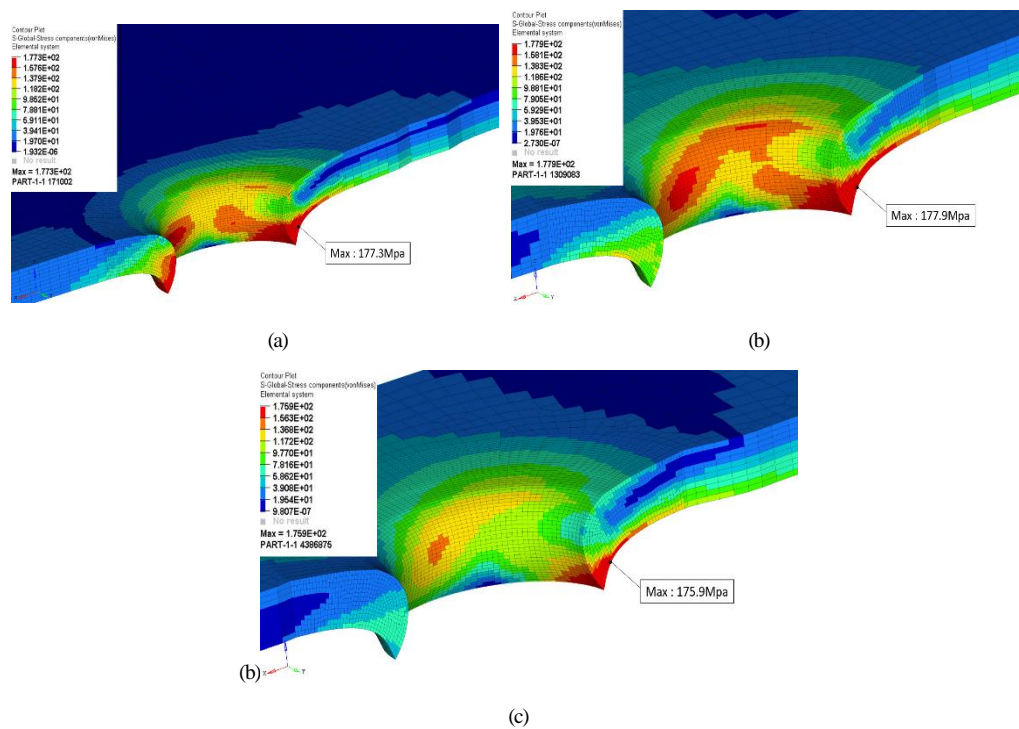 Contour Plot
S-Global-Stress components(vonMises)
Elemental system
1.773E+02
1.576E+02
1.379E+02
1.182E+02
9.852E+01
7.881E+01
5.911E+01
3.941E+01
1.970E+01
1.932E-06
No result
Max = 1.773E+02
PART-1-1 171002
Max : 177.3Mpa
(a)
Contour Plot
S-Global-Stress components(vonMises)
Elemental system
1.779E+02
1.581E+02
1.383E+02
1.186E+02
9.881E+01
7.905E+01
5.929E+01
3.953E+01
1.976E+01
2.730E-07
No result
Max = 1.779E+02
PART-1-1 1309083
Max : 177.9Mpa
X Y
(b)
Contour Plot
S-Global-Stress components(vonMises)
Elemental system
1.759E+02
1.563E+02
1.368E+02
1.172E+02
9.770E+01
7.816E+01
5.862E+01
3.908E+01
1.954E+01
9.807E-07
No result
Max = 1.759E+02
PART-1-1 4386875
Max : 175.9Mpa
X Y
(b)
(c)